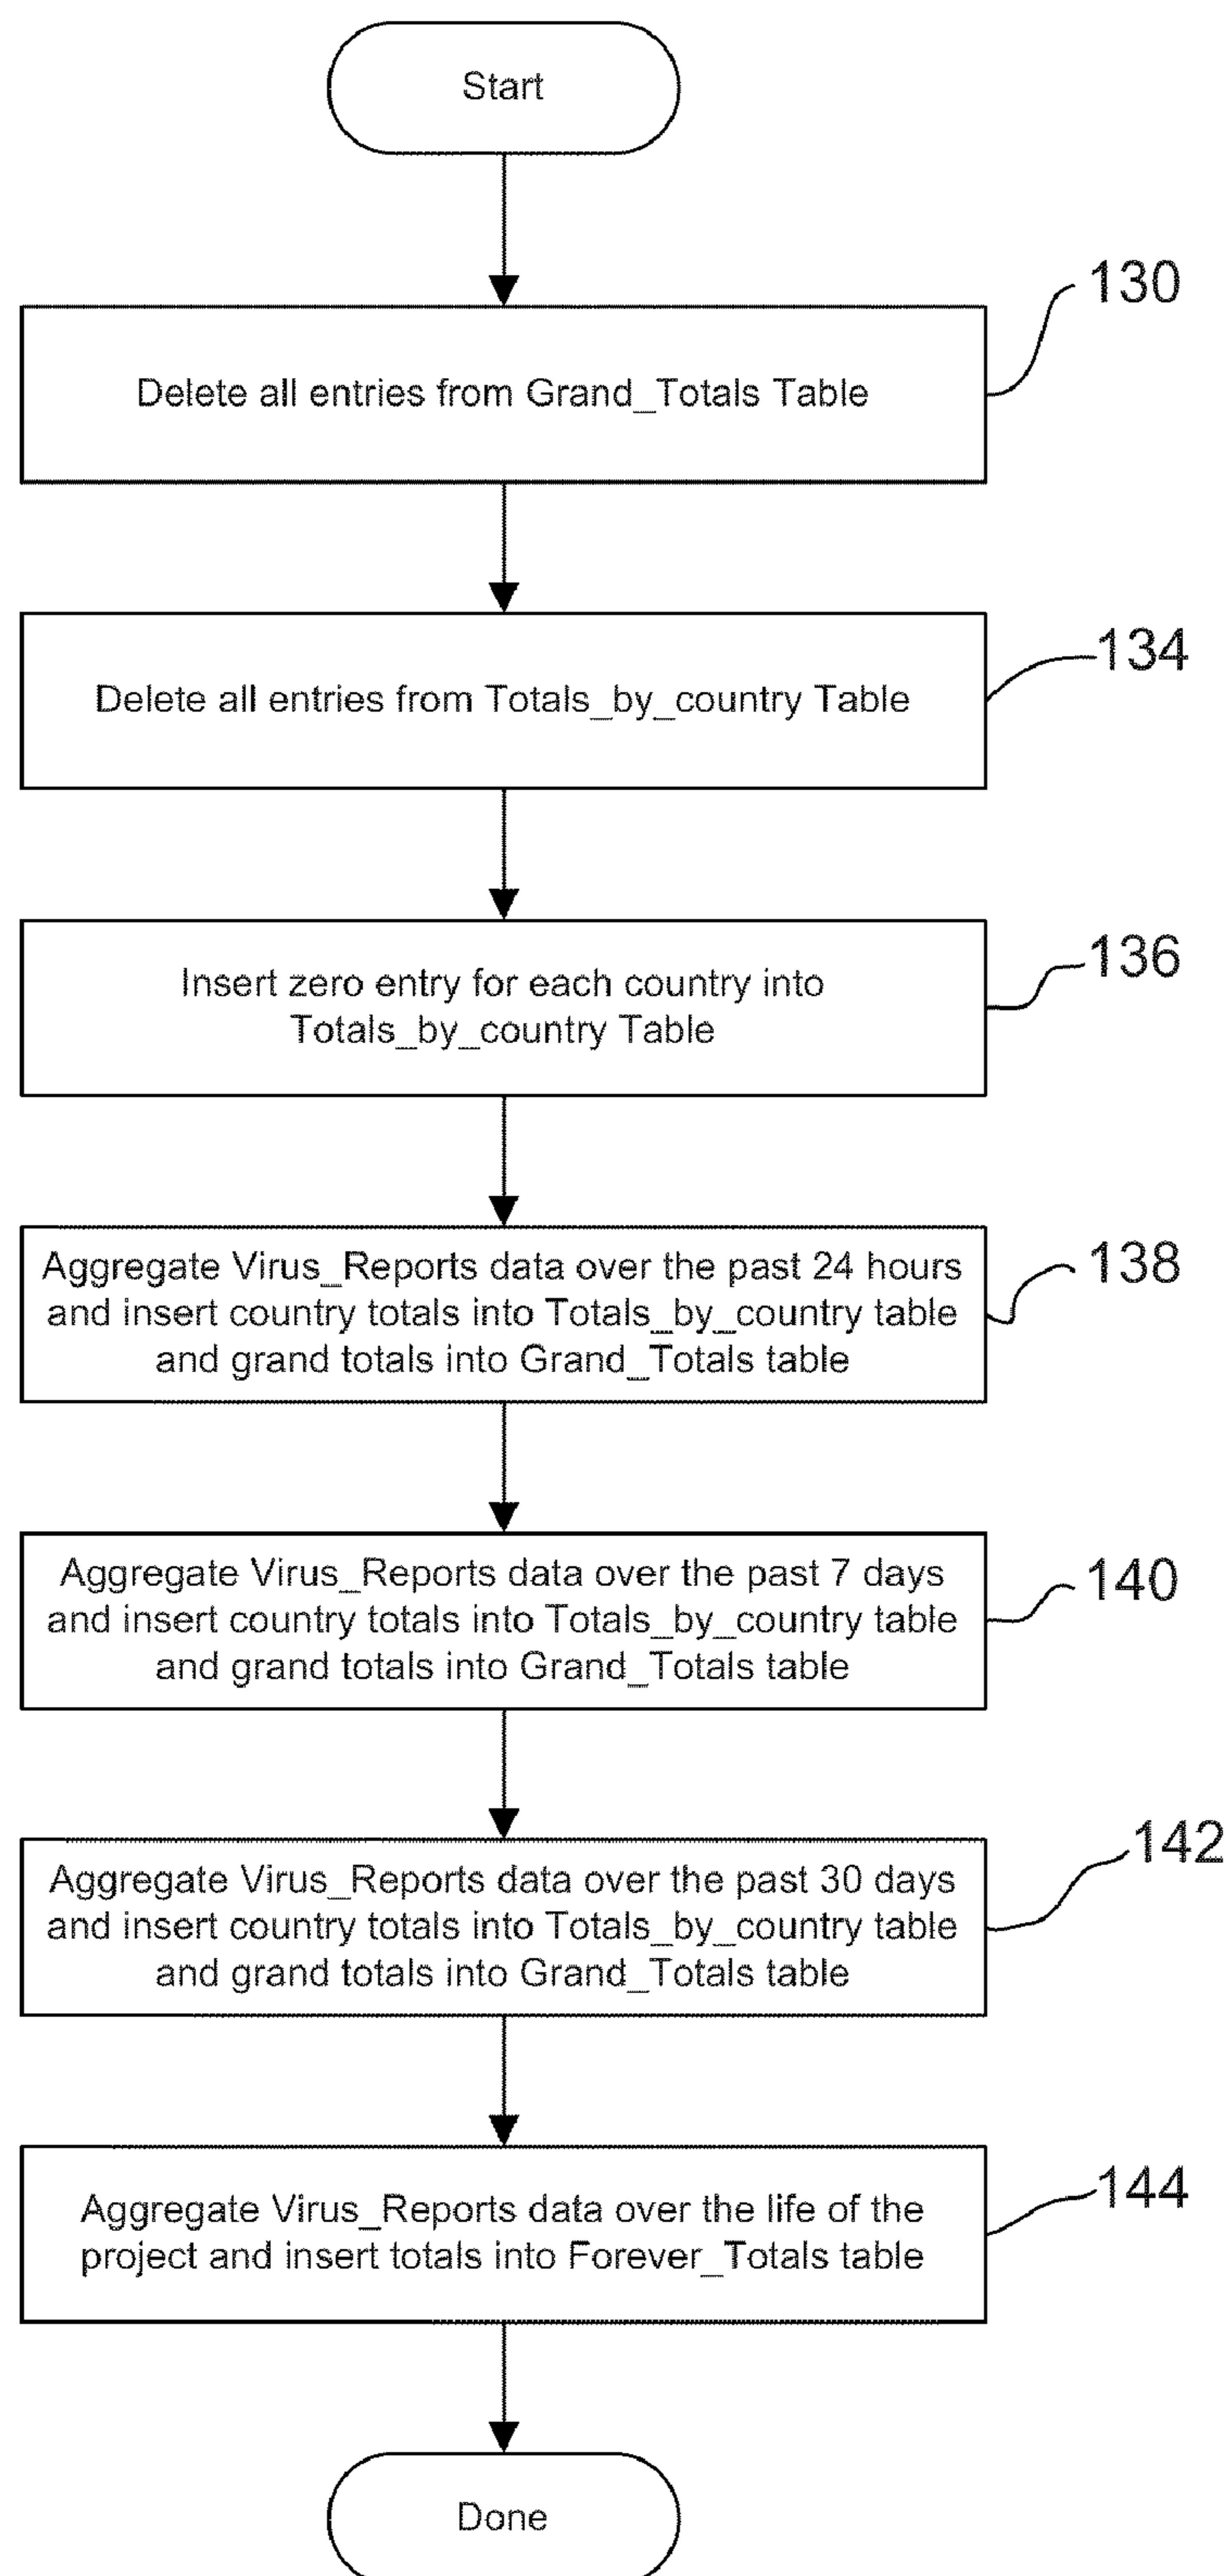 Start
130
Delete all entries from Grand_Totals Table
134
Delete all entries from Totals_by_country Table
136
Insert zero entry for each country into
Totals_by_country Table
138
Aggregate Virus_Reports data over the past 24 hours
and insert country totals into Totals_by_country table
and grand totals into Grand_Totals table
140
Aggregate Virus_Reports data over the past 7 days
and insert country totals into Totals_by_country table
and grand totals into Grand_Totals table
142
Aggregate Virus_Reports data over the past 30 days
and insert country totals into Totals_by_country table
and grand totals into Grand_Totals table
144
Aggregate Virus_Reports data over the life of the
project and insert totals into Forever_Totals table
Done